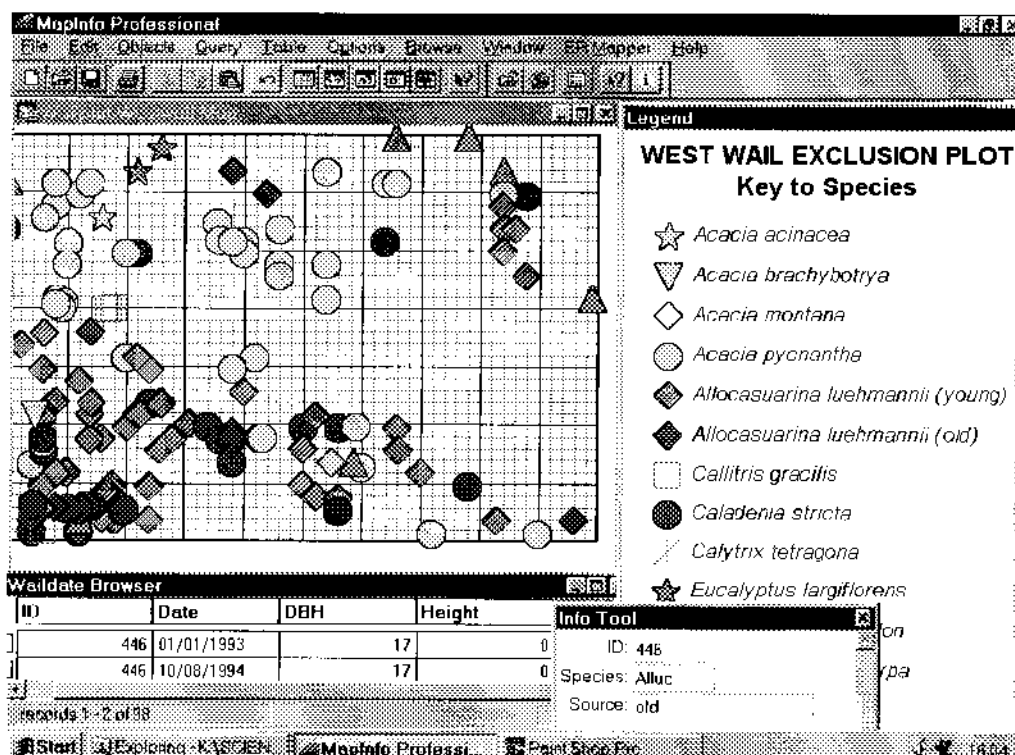 MapInfo Professional
File Edit Objects Query Table Options Browse Window ER Mapper Help
Legend
WEST WAIL EXCLUSION PLOT
Key to Species
Acacia acinacea
Acacia brachybotrya
Acacia montana
Acacia pycnantha
Allocasuarina luehmannii (young)
Allocasuarina luehmannii (old)
Callitris gracilis
Caladenia stricta
Calytrix tetragona
Eucalyptus largiflorens
Waildate Browser
ID Date DBH Height
446 01/01/1993 17 0
446 10/08/1994 17 0
records 1 - 2 of 98
Info Tool
ID: 446
Species: Alluc
Source: old
Start Exploring - K:\SCIEN... MapInfo Professi... Paint Shop Pro